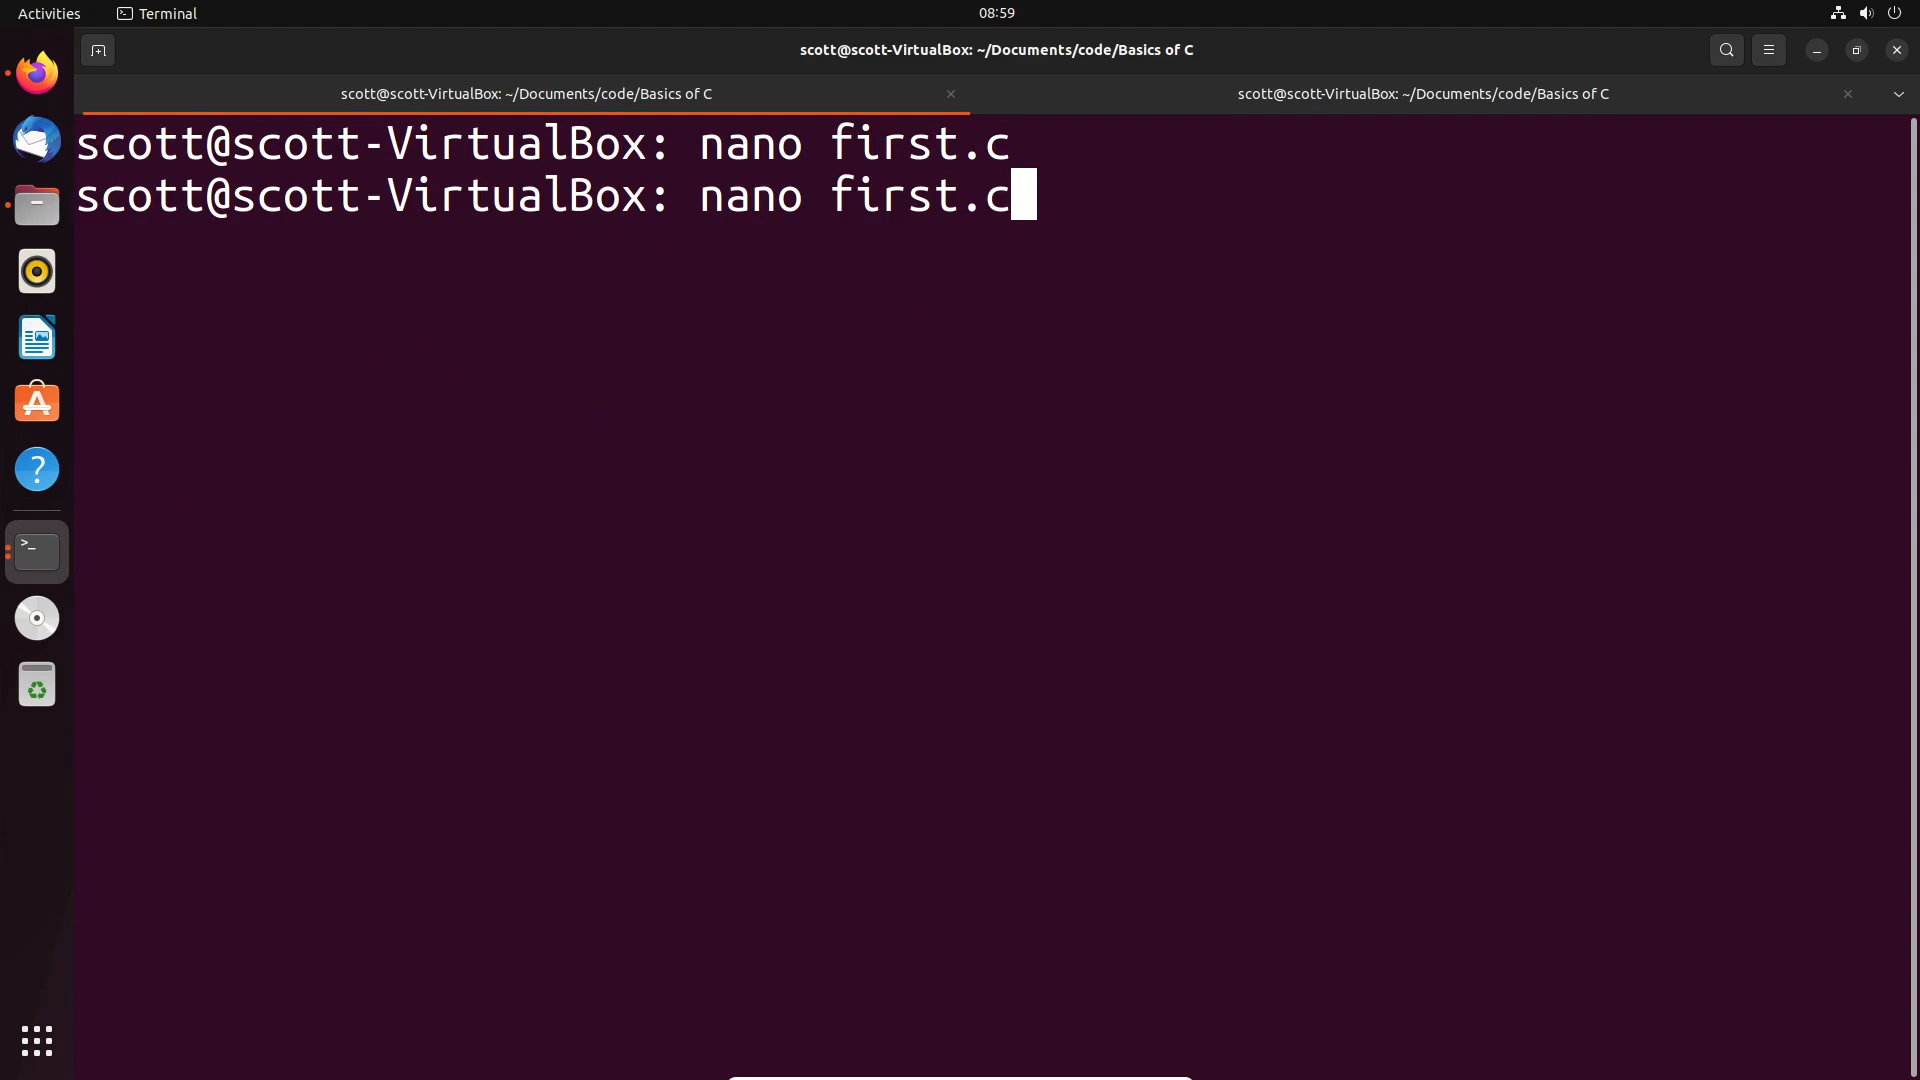 Activities
Terminal
08:59
scott@scott-VirtualBox: ~/Documents/code/Basics of C
scott@scott-VirtualBox: ~/Documents/code/Basics of C
scott@scott-VirtualBox: ~/Documents/code/Basics of C
scott@scott-VirtualBox: nano first.c
scott@scott-VirtualBox: nano first.c